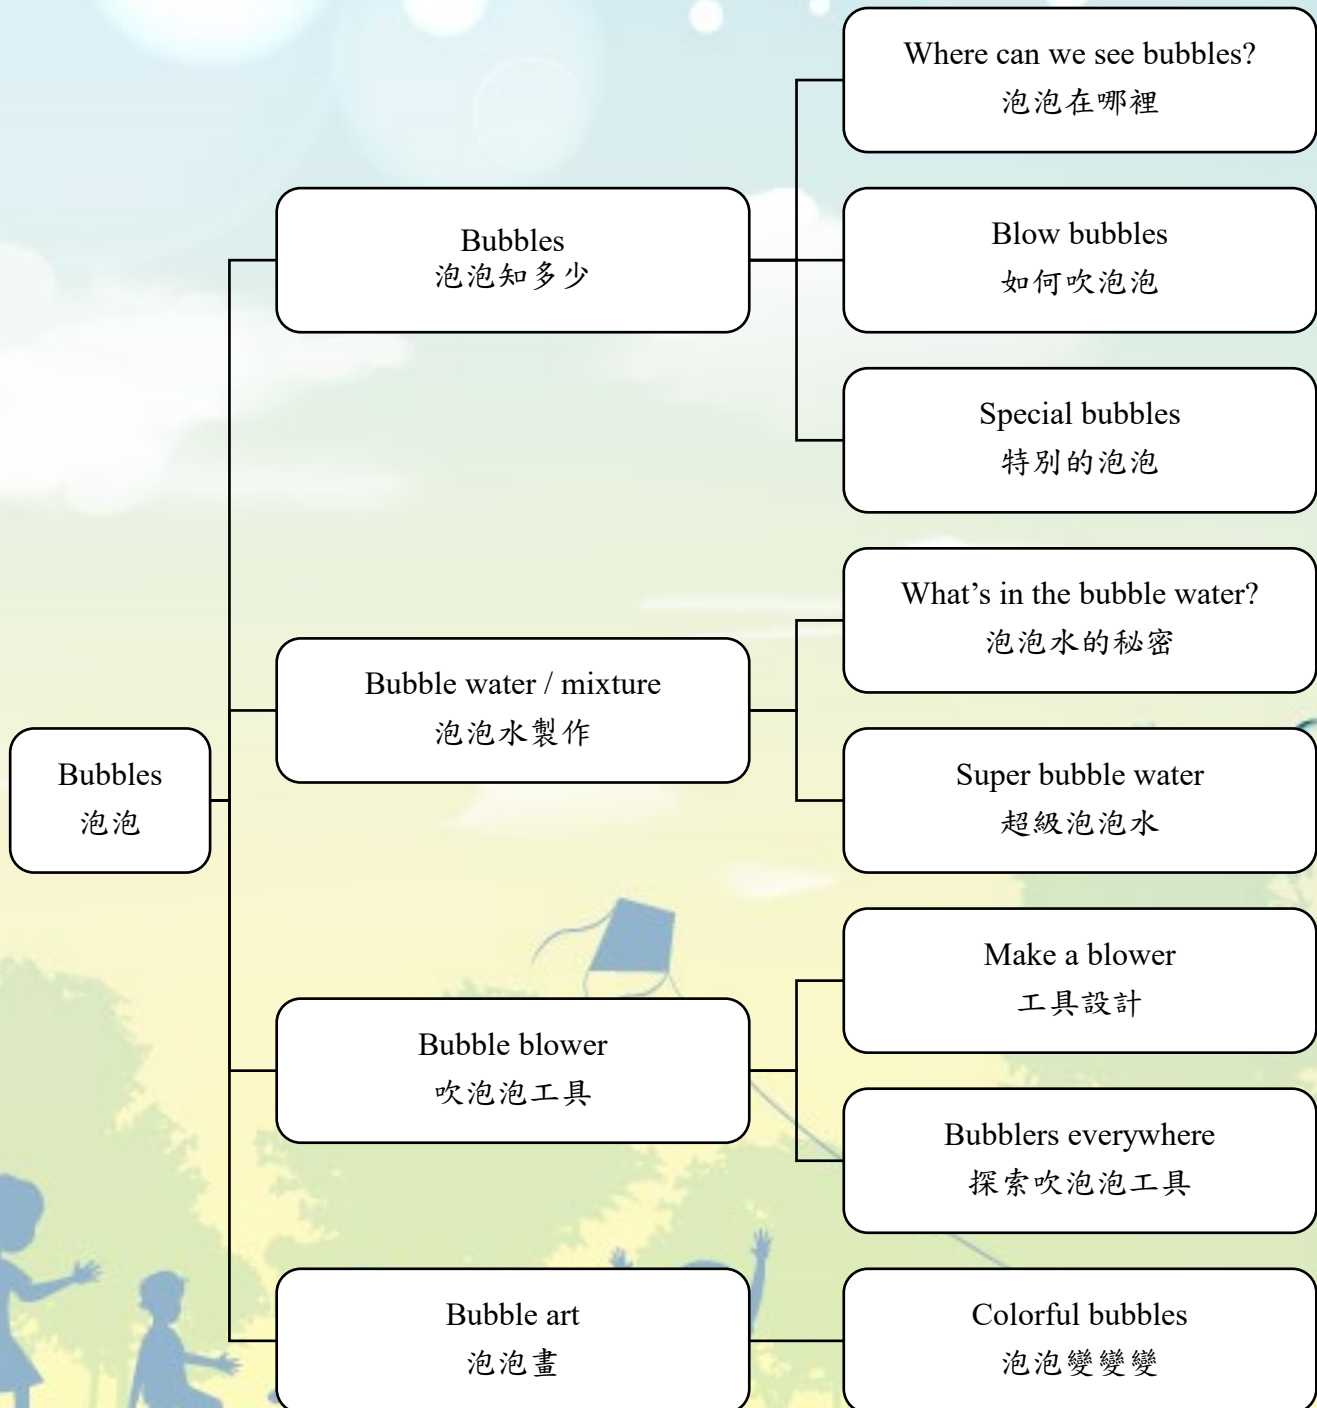 Bubbles
泡泡
Bubbles
泡泡知多少
Where can we see bubbles?
泡泡在哪裡
Blow bubbles
如何吹泡泡
Special bubbles
特別的泡泡
Bubble water / mixture
泡泡水製作
What’s in the bubble water?
泡泡水的秘密
Super bubble water
超級泡泡水
Bubble blower
吹泡泡工具
Make a blower
工具設計
Bubblers everywhere
探索吹泡泡工具
Bubble art
泡泡畫
Colorful bubbles
泡泡變變變